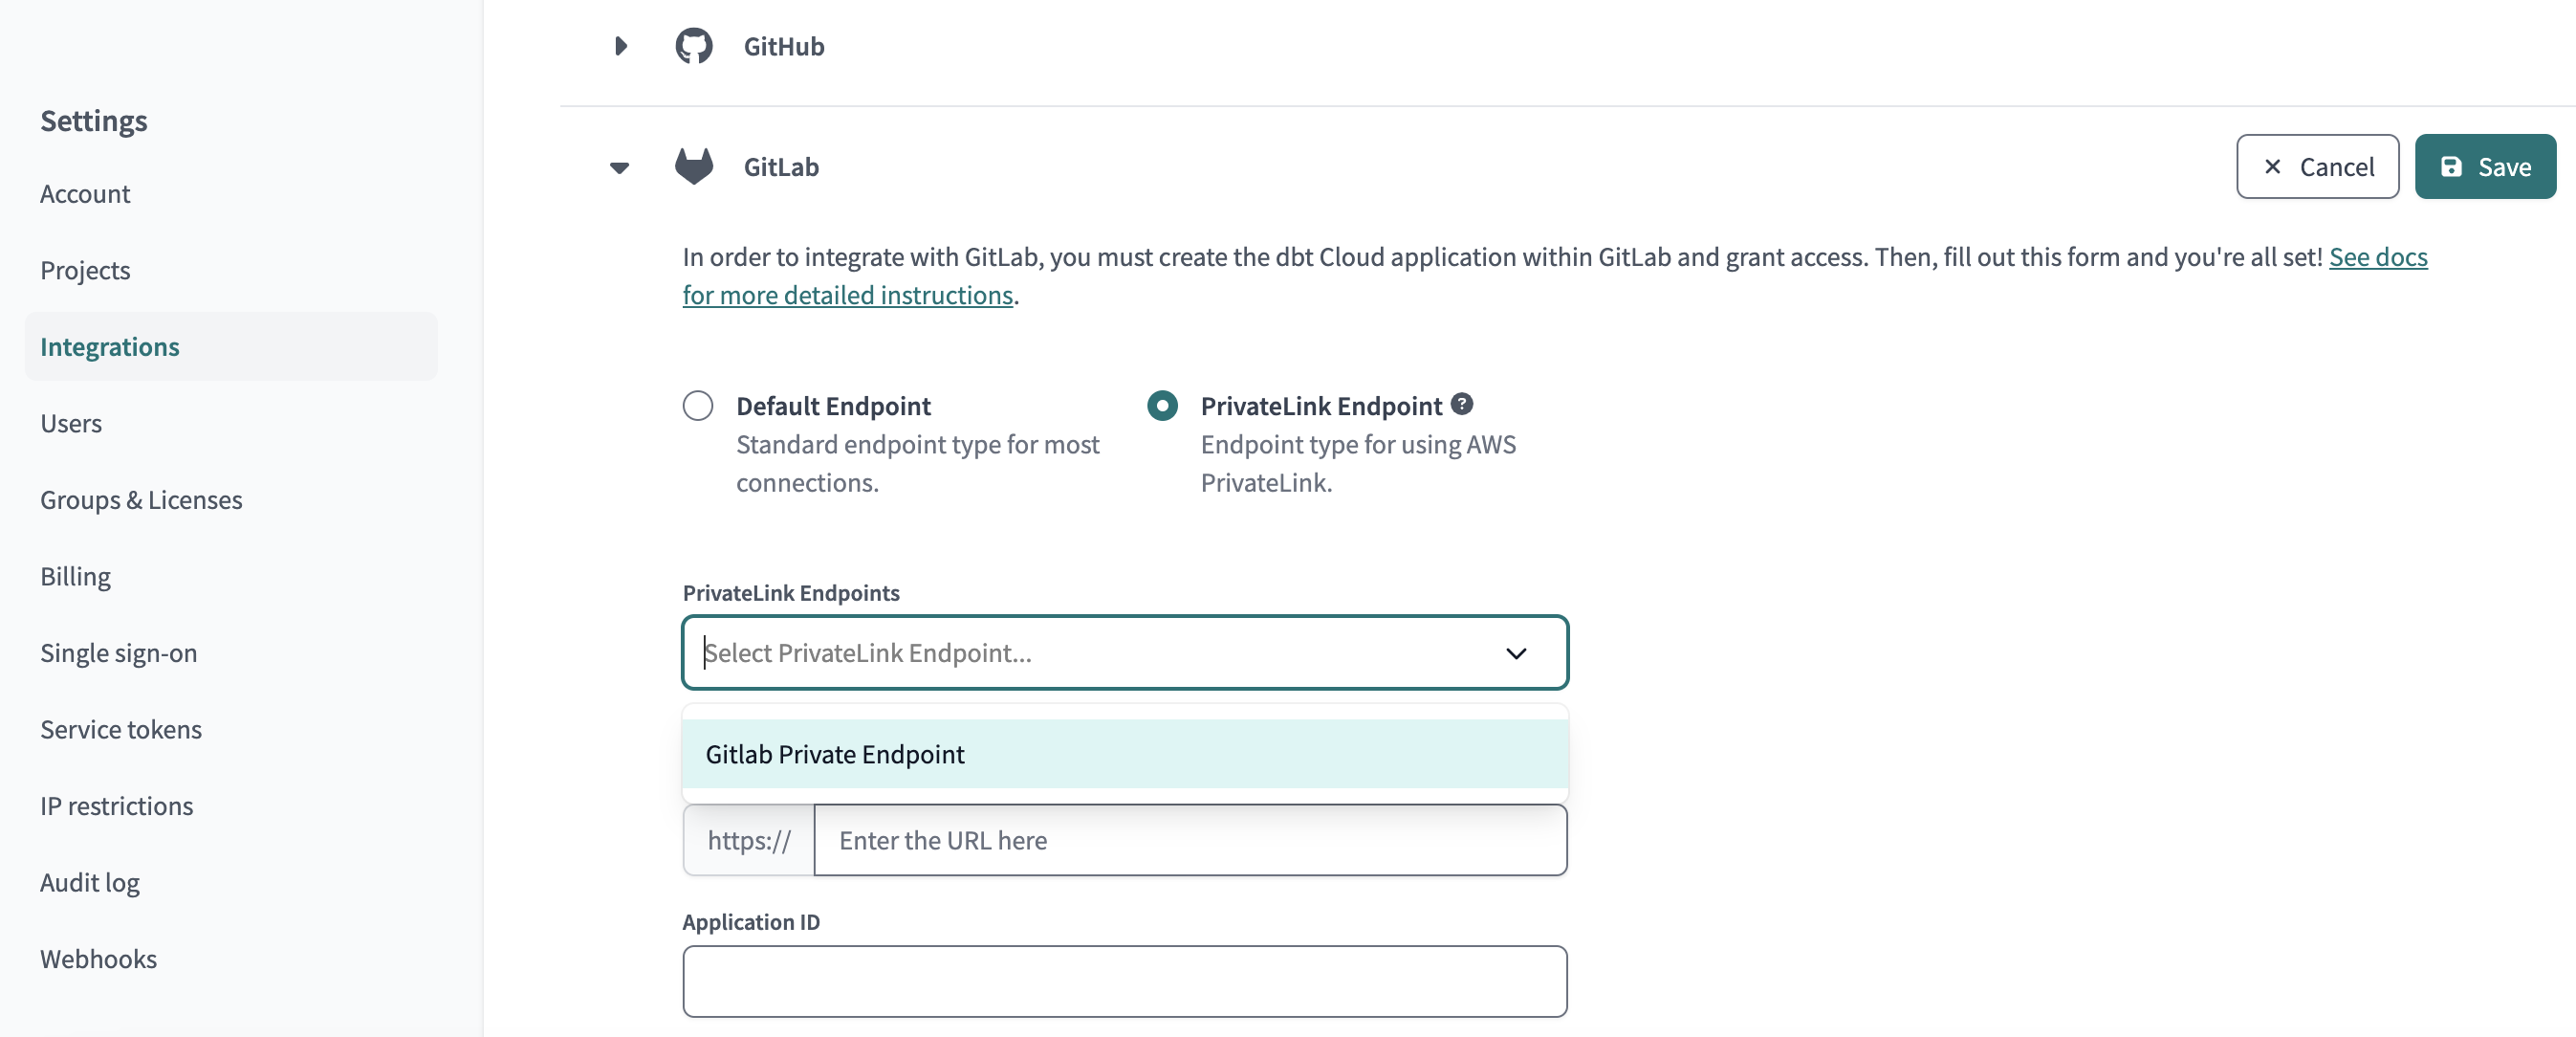 Settings
Account
Projects
Integrations
Users
Groups & Licenses
Billing
Single sign-on
Service tokens
IP restrictions
Audit log
Webhooks
GitHub
GitLab
Cancel
Save
In order to integrate with GitLab, you must create the dbt Cloud application within GitLab and grant access. Then, fill out this form and you're all set! See docs
for more detailed instructions.
Default Endpoint
Standard endpoint type for most
connections.
PrivateLink Endpoint ?
Endpoint type for using AWS
PrivateLink.
PrivateLink Endpoints
Select PrivateLink Endpoint...
Gitlab Private Endpoint
https://
Enter the URL here
Application ID